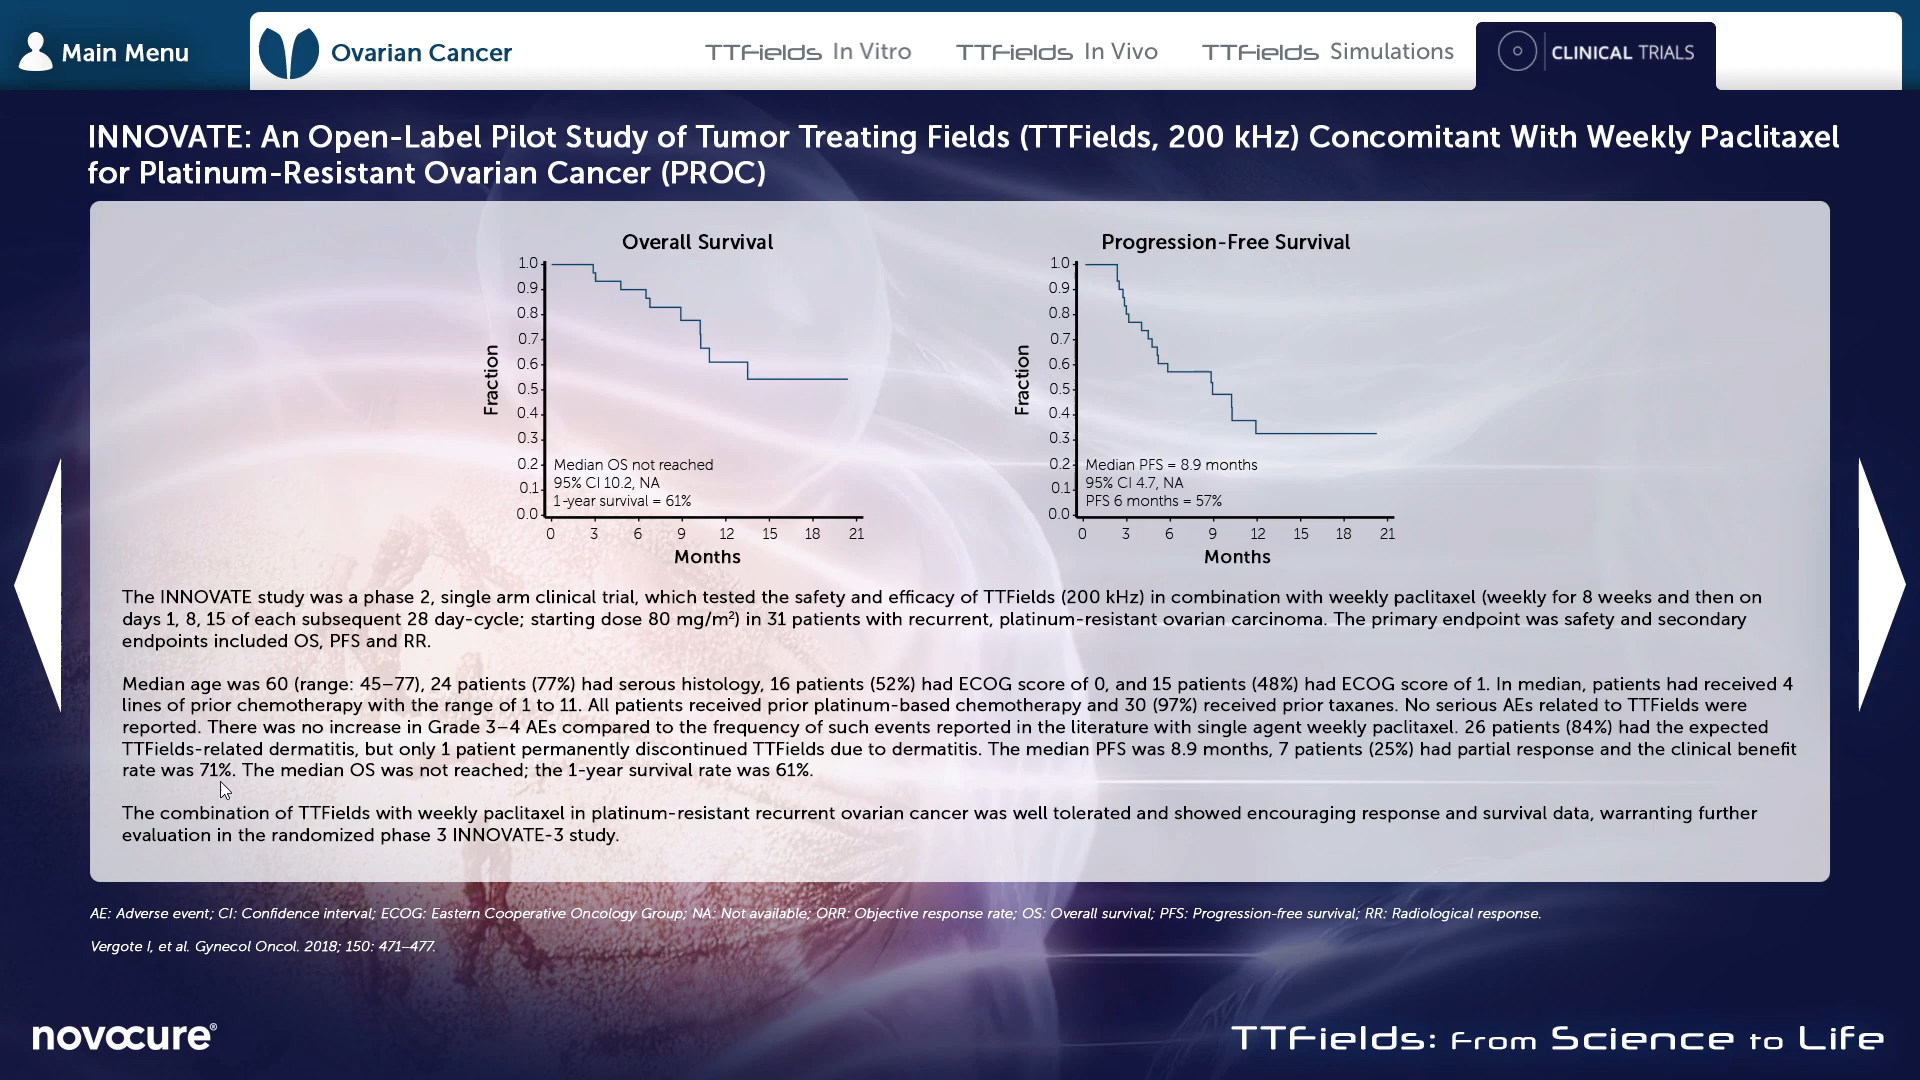 Main Menu
Ovarian Cancer
TTFields In Vitro
TTFields In Vivo
TTFields Simulations
CLINICAL TRIALS
INNOVATE: An Open-Label Pilot Study of Tumor Treating Fields (TTFields, 200 kHz) Concomitant With Weekly Paclitaxel
for Platinum-Resistant Ovarian Cancer (PROC)
Overall Survival
1.0
0.9
0.8
0.7
0.6
0.5
0.4
0.3
0.2
0.1
0.0
Fraction
Median OS not reached
95% CI 10.2, NA
1-year survival = 61%
0 3 6 9 12 15 18 21
Months
Progression-Free Survival
1.0
0.9
0.8
0.7
0.6
0.5
0.4
0.3
0.2
0.1
0.0
Fraction
Median PFS = 8.9 months
95% CI 4.7, NA
PFS 6 months = 57%
0 3 6 9 12 15 18 21
Months
The INNOVATE study was a phase 2, single arm clinical trial, which tested the safety and efficacy of TTFields (200 kHz) in combination with weekly paclitaxel (weekly for 8 weeks and then on
days 1, 8, 15 of each subsequent 28 day-cycle; starting dose 80 mg/m²) in 31 patients with recurrent, platinum-resistant ovarian carcinoma. The primary endpoint was safety and secondary
endpoints included OS, PFS and RR.
Median age was 60 (range: 45–77), 24 patients (77%) had serous histology, 16 patients (52%) had ECOG score of 0, and 15 patients (48%) had ECOG score of 1. In median, patients had received 4
lines of prior chemotherapy with the range of 1 to 11. All patients received prior platinum-based chemotherapy and 30 (97%) received prior taxanes. No serious AEs related to TTFields were
reported. There was no increase in Grade 3–4 AEs compared to the frequency of such events reported in the literature with single agent weekly paclitaxel. 26 patients (84%) had the expected
TTFields-related dermatitis, but only 1 patient permanently discontinued TTFields due to dermatitis. The median PFS was 8.9 months, 7 patients (25%) had partial response and the clinical benefit
rate was 71%. The median OS was not reached; the 1-year survival rate was 61%.
The combination of TTFields with weekly paclitaxel in platinum-resistant recurrent ovarian cancer was well tolerated and showed encouraging response and survival data, warranting further
evaluation in the randomized phase 3 INNOVATE-3 study.
AE: Adverse event; CI: Confidence interval; ECOG: Eastern Cooperative Oncology Group; NA: Not available; ORR: Objective response rate; OS: Overall survival; PFS: Progression-free survival; RR: Radiological response.
Vergote I, et al. Gynecol Oncol. 2018; 150: 471–477.
novocure®
TTFields: From Science to Life